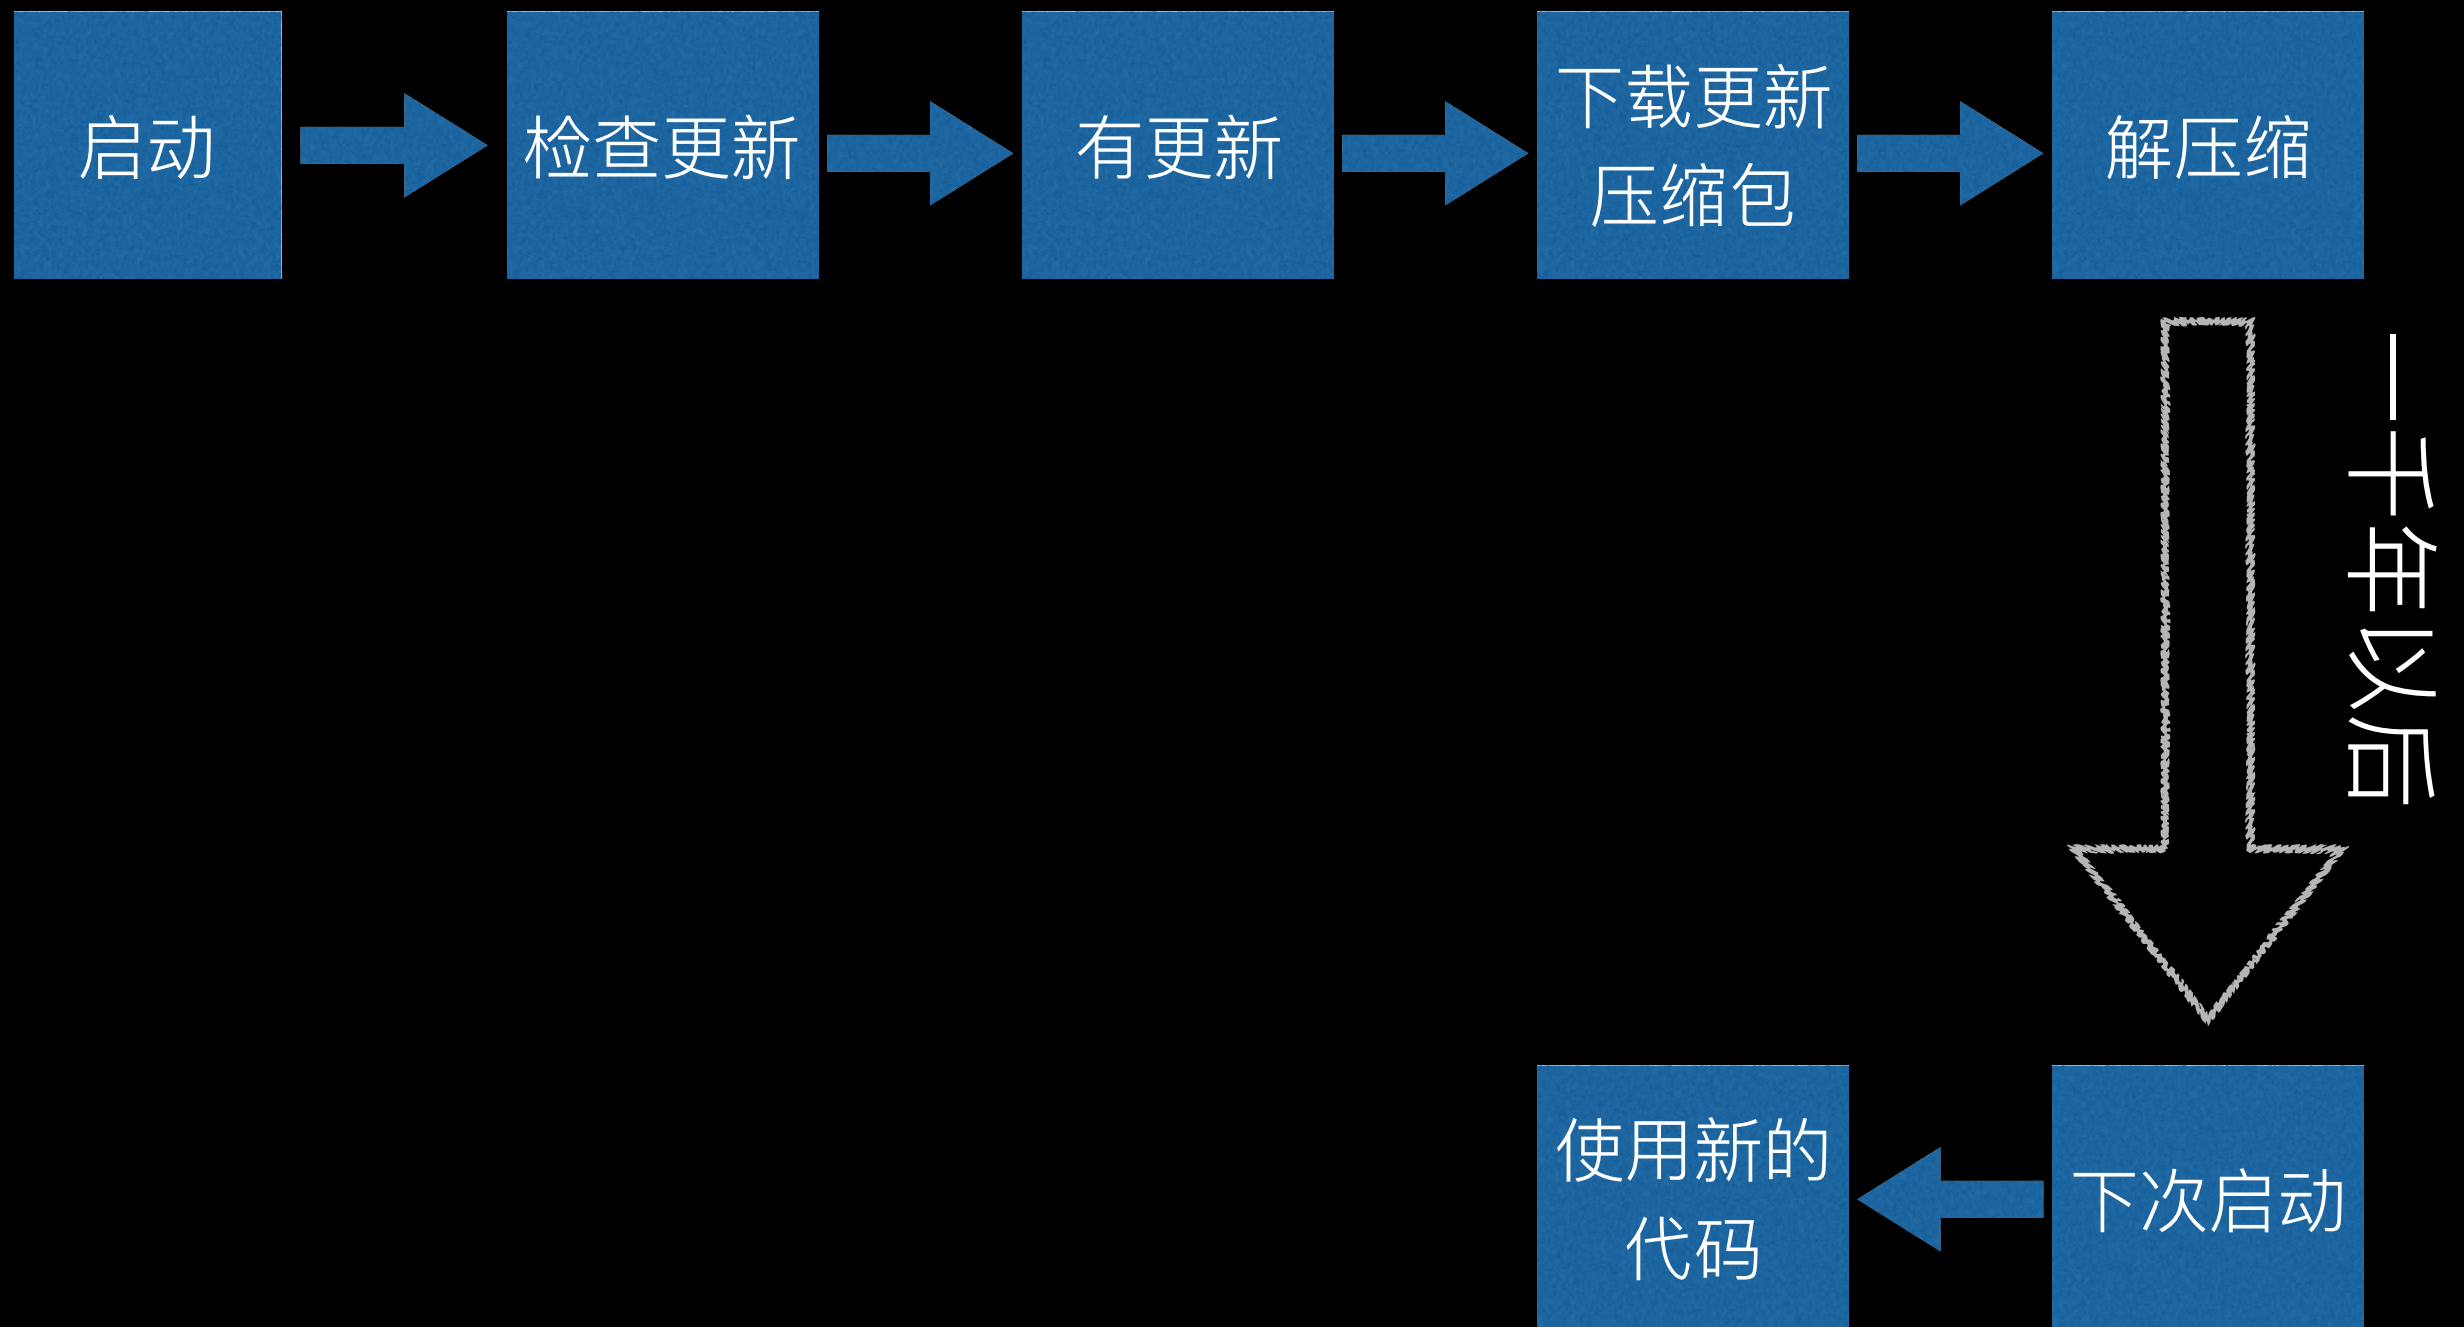 启动
检查更新
有更新
下载更新
压缩包
解压缩
一千年以后
下次启动
使用新的
代码